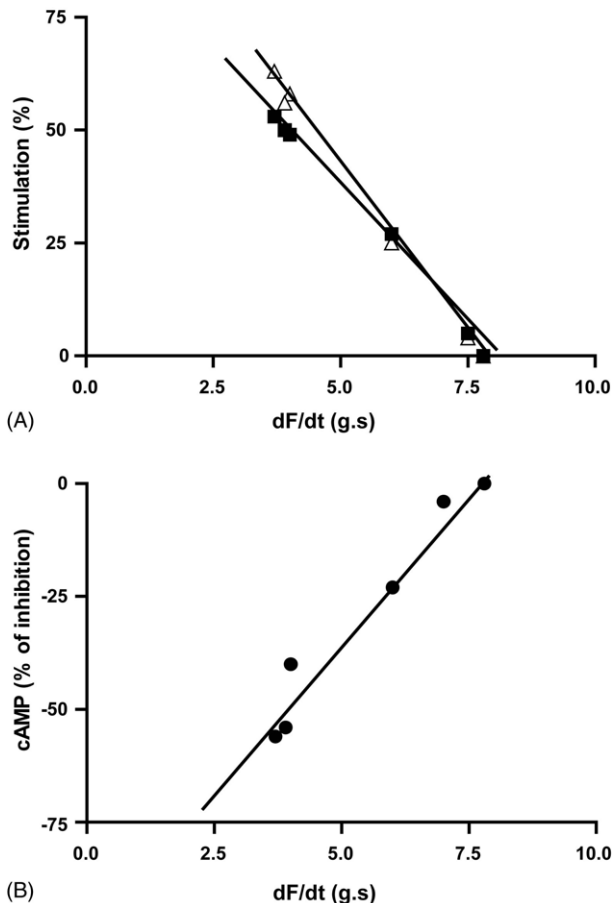 75
50
25
0
Stimulation (%)
0.0 2.5 5.0 7.5 10.0
dF/dt (g.s)
(A)
0
-25
-50
-75
cAMP (% of inhibition)
0.0 2.5 5.0 7.5 10.0
dF/dt (g.s)
(B)